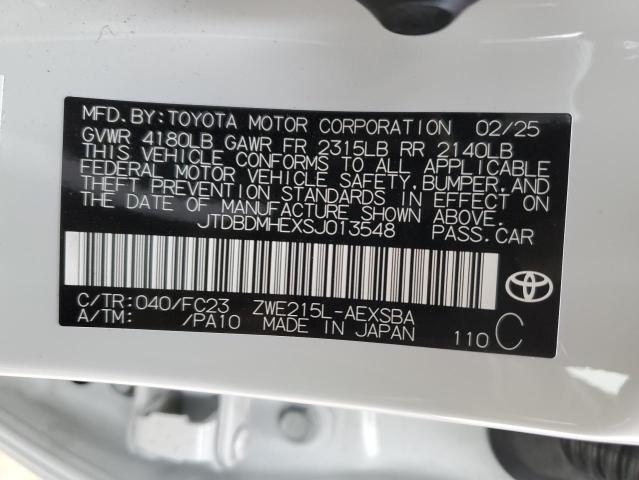 MFD. BY: TOYOTA MOTOR CORPORATION 02/25
GVWR 4180LB GAWR FR 2315LB RR 2140LB
THIS VEHICLE CONFORMS TO ALL APPLICABLE
FEDERAL MOTOR VEHICLE SAFETY, BUMPER, AND
THEFT PREVENTION STANDARDS IN EFFECT ON
THE DATE OF MANUFACTURE SHOWN ABOVE.
JTDBDMHEXSJ013548 PASS. CAR
C/TR: 040/FC23 ZWE215L-AEXSBA
A/TM: /PA10 MADE IN JAPAN 110 C